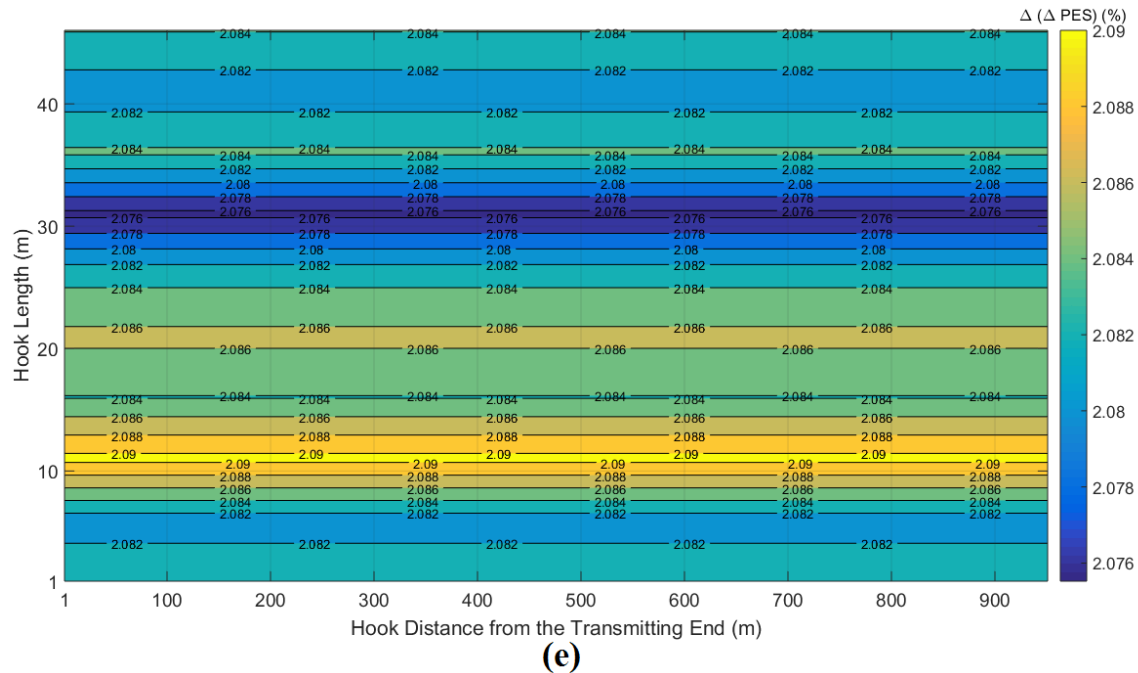 Δ (Δ PES) (%)
2.084 2.084 2.084 2.084 2.084
2.082 2.082 2.082 2.082 2.082
2.082 2.082 2.082 2.082 2.082
2.084 2.084 2.084 2.084 2.084
2.084 2.084 2.084 2.084 2.084
2.082 2.082 2.082 2.082 2.082
2.08 2.08 2.08 2.08 2.08
2.078 2.078 2.078 2.078 2.078
2.076 2.076 2.076 2.076 2.076
2.076 2.076 2.076 2.076 2.076
2.078 2.078 2.078 2.078 2.078
2.08 2.08 2.08 2.08 2.08
2.082 2.082 2.082 2.082 2.082
2.084 2.084 2.084 2.084 2.084
2.086 2.086 2.086 2.086 2.086
2.086 2.086 2.086 2.086 2.086
2.084 2.084 2.084 2.084 2.084
2.084 2.084 2.084 2.084 2.084
2.086 2.086 2.086 2.086 2.086
2.088 2.088 2.088 2.088 2.088
2.09 2.09 2.09 2.09 2.09
2.09 2.09 2.09 2.09 2.09
2.088 2.088 2.088 2.088 2.088
2.086 2.086 2.086 2.086 2.086
2.084 2.084 2.084 2.084 2.084
2.082 2.082 2.082 2.082 2.082
2.082 2.082 2.082 2.082 2.082
40
30
20
10
1
Hook Length (m)
1 100 200 300 400 500 600 700 800 900
Hook Distance from the Transmitting End (m)
2.09
2.088
2.086
2.084
2.082
2.08
2.078
2.076
(e)